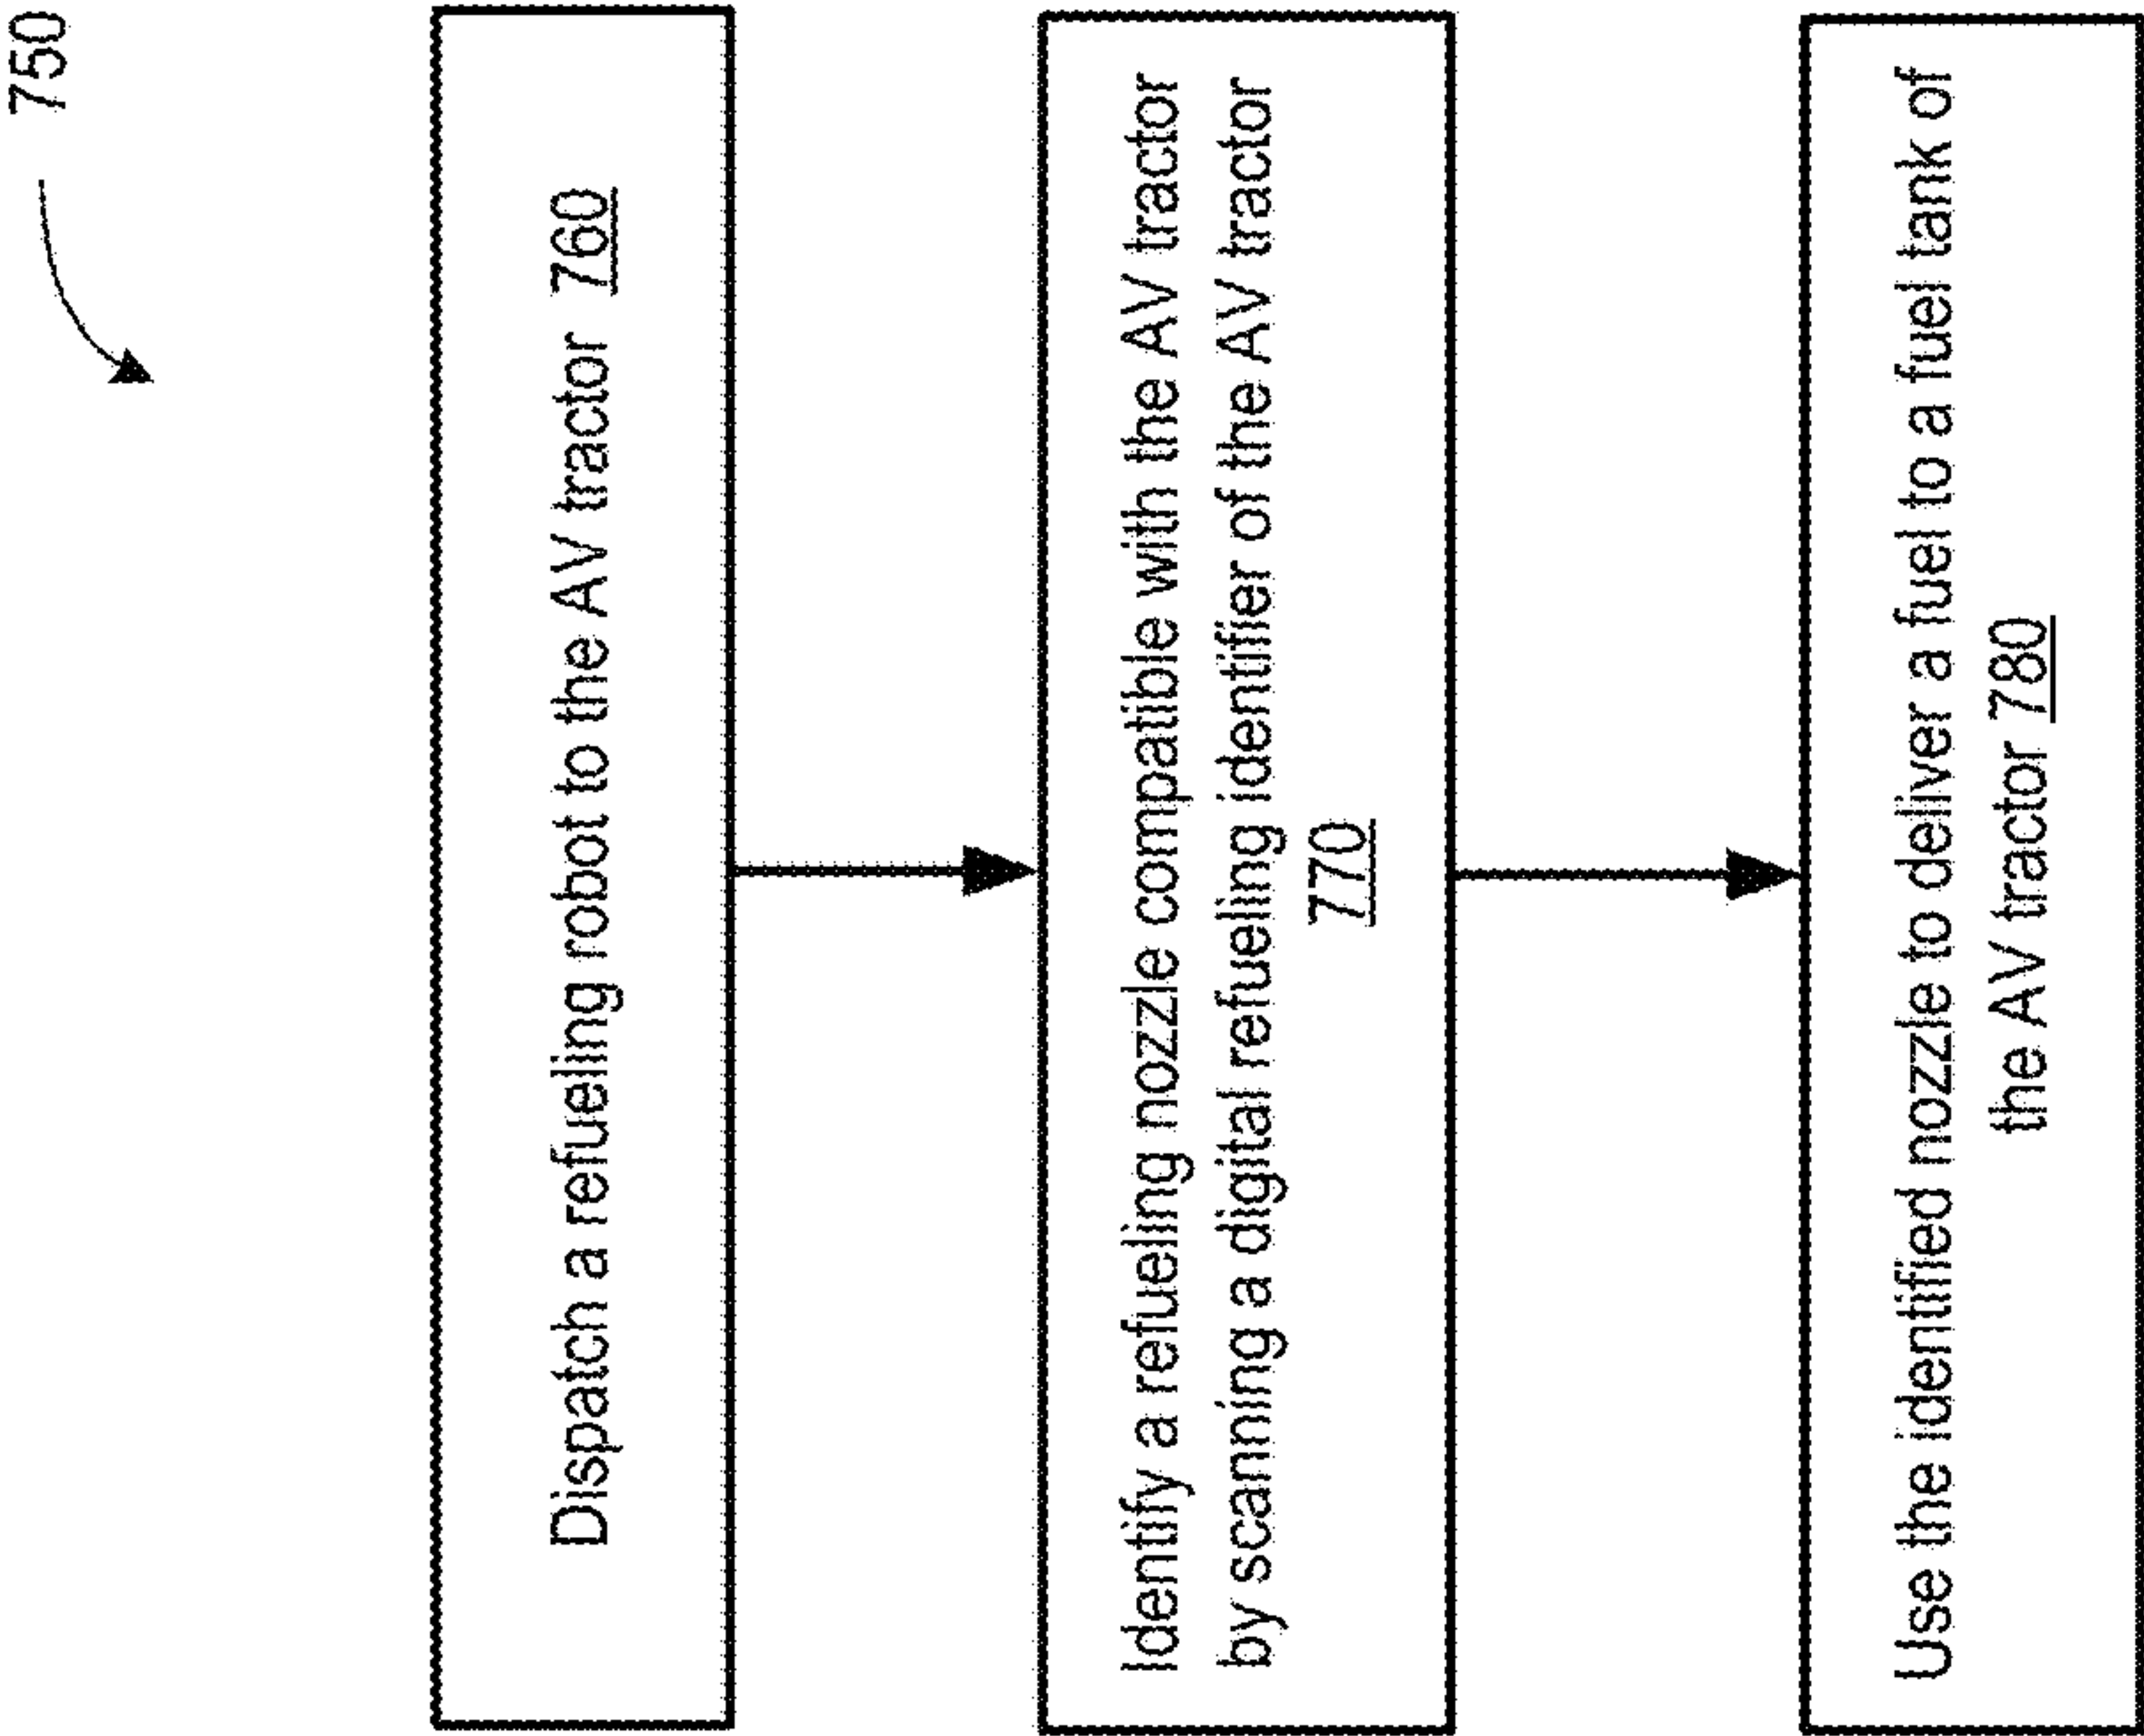 750
Dispatch a refueling robot to the AV tractor 760
Identify a refueling nozzle compatible with the AV tractor
by scanning a digital refueling identifier of the AV tractor
770
Use the identified nozzle to deliver a fuel to a fuel tank of
the AV tractor 780